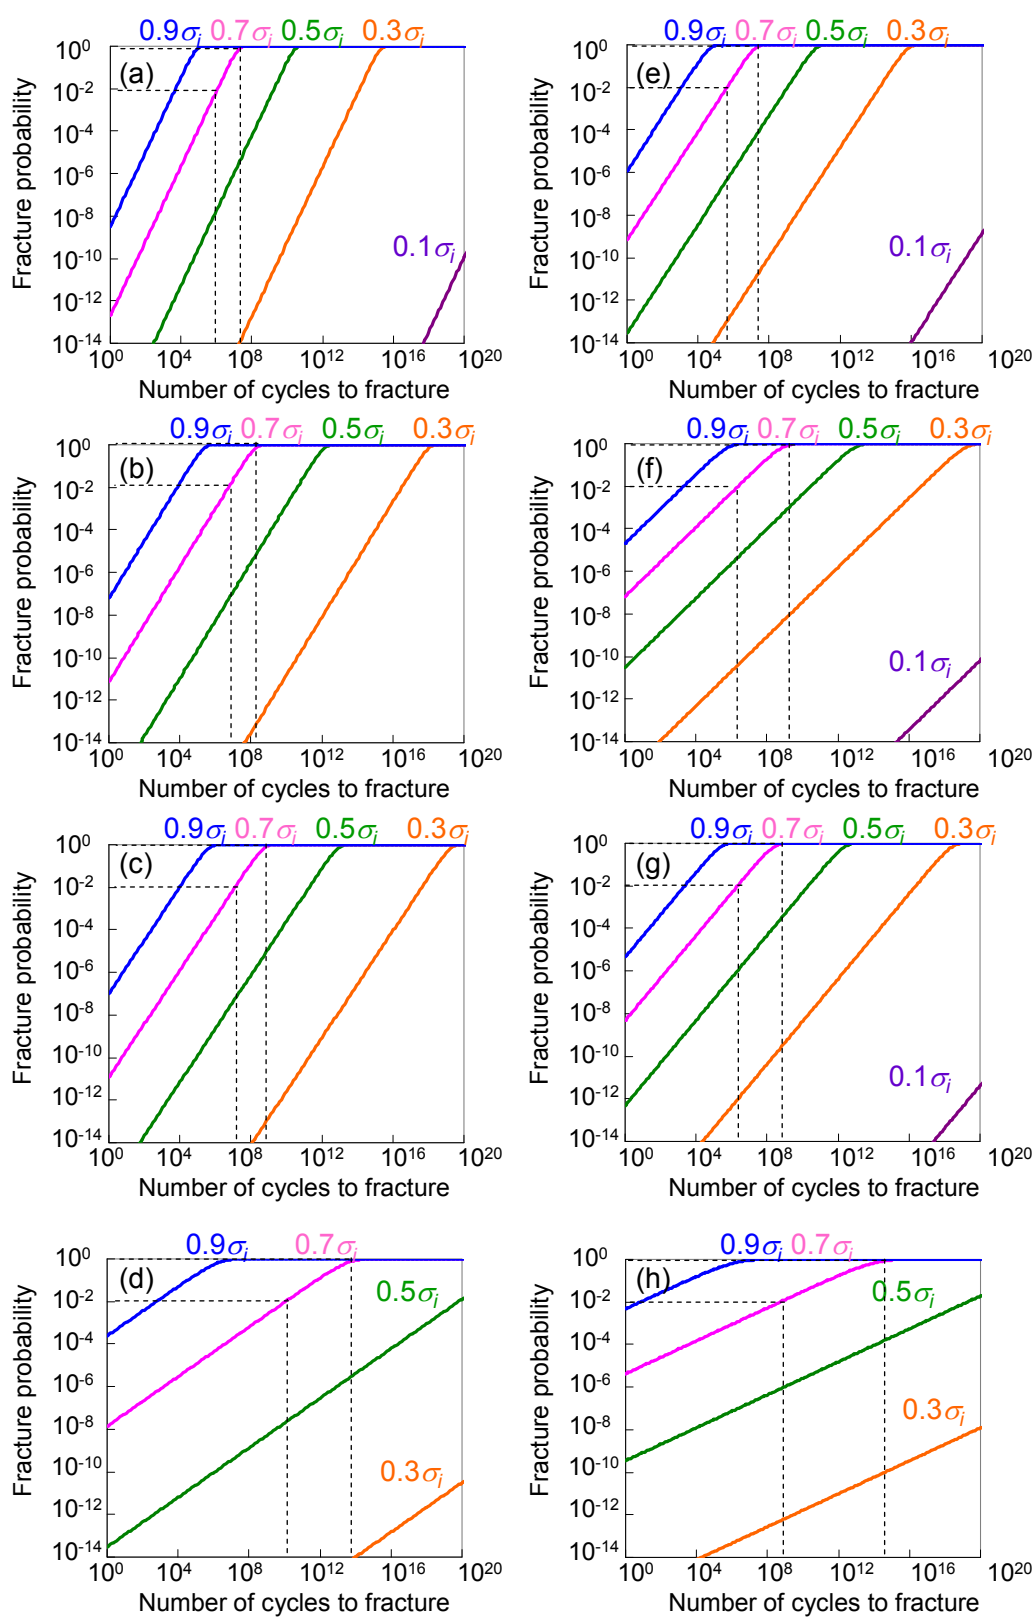 0.9σi 0.7σi 0.5σi 0.3σi
(a)
Fracture probability
10^0
10^-2
10^-4
10^-6
10^-8
10^-10
10^-12
10^-14
0.1σi
10^0 10^4 10^8 10^12 10^16 10^20
Number of cycles to fracture
0.9σi 0.7σi 0.5σi 0.3σi
(e)
Fracture probability
10^0
10^-2
10^-4
10^-6
10^-8
10^-10
10^-12
10^-14
0.1σi
10^0 10^4 10^8 10^12 10^16 10^20
Number of cycles to fracture
0.9σi 0.7σi 0.5σi 0.3σi
(b)
Fracture probability
10^0
10^-2
10^-4
10^-6
10^-8
10^-10
10^-12
10^-14
10^0 10^4 10^8 10^12 10^16 10^20
Number of cycles to fracture
0.9σi 0.7σi 0.5σi 0.3σi
(f)
Fracture probability
10^0
10^-2
10^-4
10^-6
10^-8
10^-10
10^-12
10^-14
0.1σi
10^0 10^4 10^8 10^12 10^16 10^20
Number of cycles to fracture
0.9σi 0.7σi 0.5σi 0.3σi
(c)
Fracture probability
10^0
10^-2
10^-4
10^-6
10^-8
10^-10
10^-12
10^-14
10^0 10^4 10^8 10^12 10^16 10^20
Number of cycles to fracture
0.9σi 0.7σi 0.5σi 0.3σi
(g)
Fracture probability
10^0
10^-2
10^-4
10^-6
10^-8
10^-10
10^-12
10^-14
0.1σi
10^0 10^4 10^8 10^12 10^16 10^20
Number of cycles to fracture
0.9σi 0.7σi
(d)
0.5σi
0.3σi
Fracture probability
10^0
10^-2
10^-4
10^-6
10^-8
10^-10
10^-12
10^-14
10^0 10^4 10^8 10^12 10^16 10^20
Number of cycles to fracture
0.9σi 0.7σi
(h)
0.5σi
0.3σi
Fracture probability
10^0
10^-2
10^-4
10^-6
10^-8
10^-10
10^-12
10^-14
10^0 10^4 10^8 10^12 10^16 10^20
Number of cycles to fracture